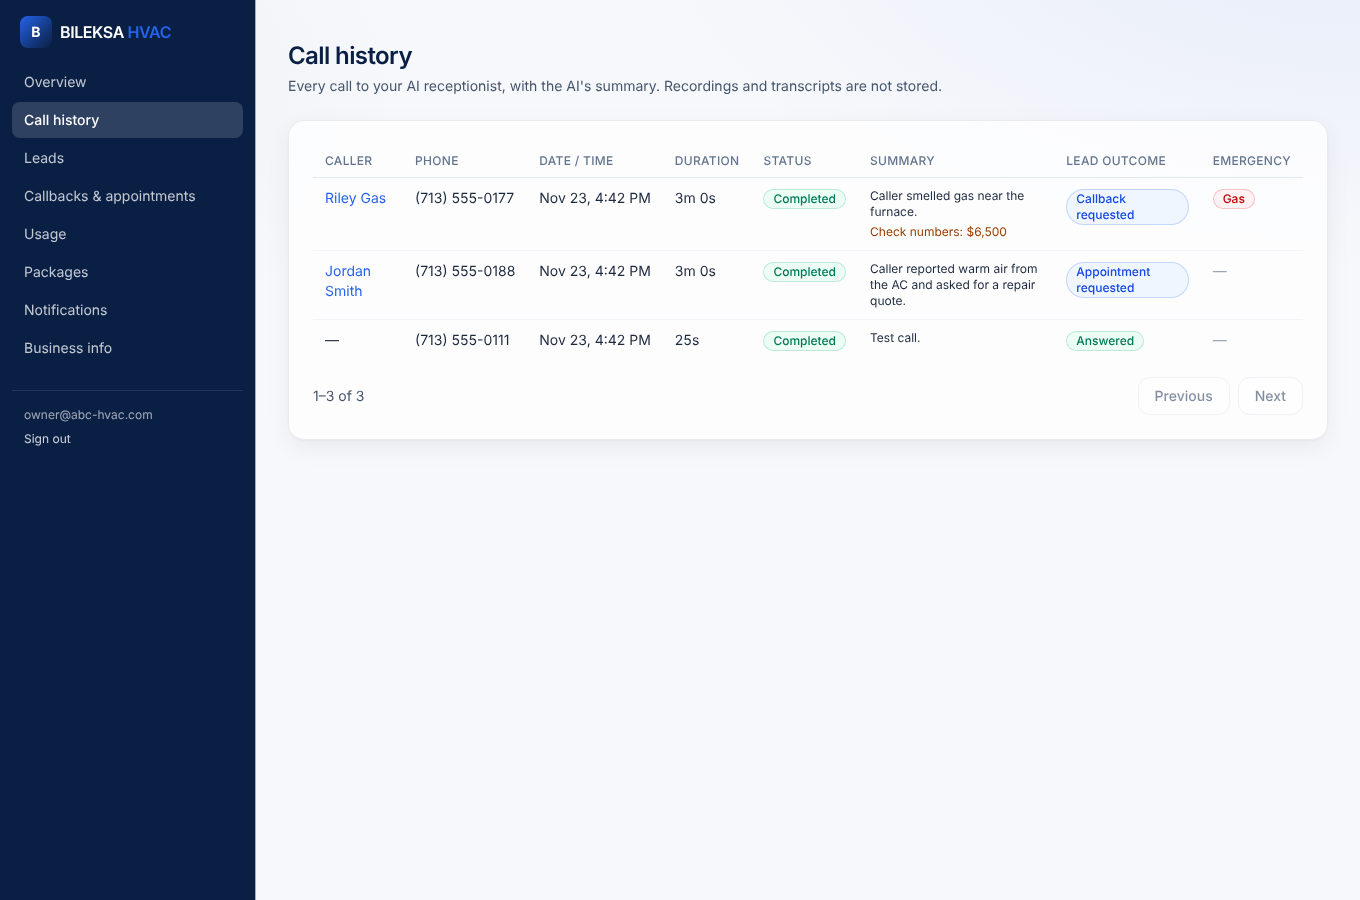 B BILEKSA HVAC
Overview
Call history
Leads
Callbacks & appointments
Usage
Packages
Notifications
Business info
owner@abc-hvac.com
Sign out
Call history
Every call to your AI receptionist, with the AI's summary. Recordings and transcripts are not stored.
CALLER PHONE DATE / TIME DURATION STATUS SUMMARY LEAD OUTCOME EMERGENCY
Riley Gas (713) 555-0177 Nov 23, 4:42 PM 3m 0s Completed Caller smelled gas near the Callback Gas
furnace. requested
Check numbers: $6,500
Jordan (713) 555-0188 Nov 23, 4:42 PM 3m 0s Completed Caller reported warm air from Appointment —
Smith the AC and asked for a repair requested
quote.
— (713) 555-0111 Nov 23, 4:42 PM 25s Completed Test call. Answered —
1–3 of 3 Previous Next